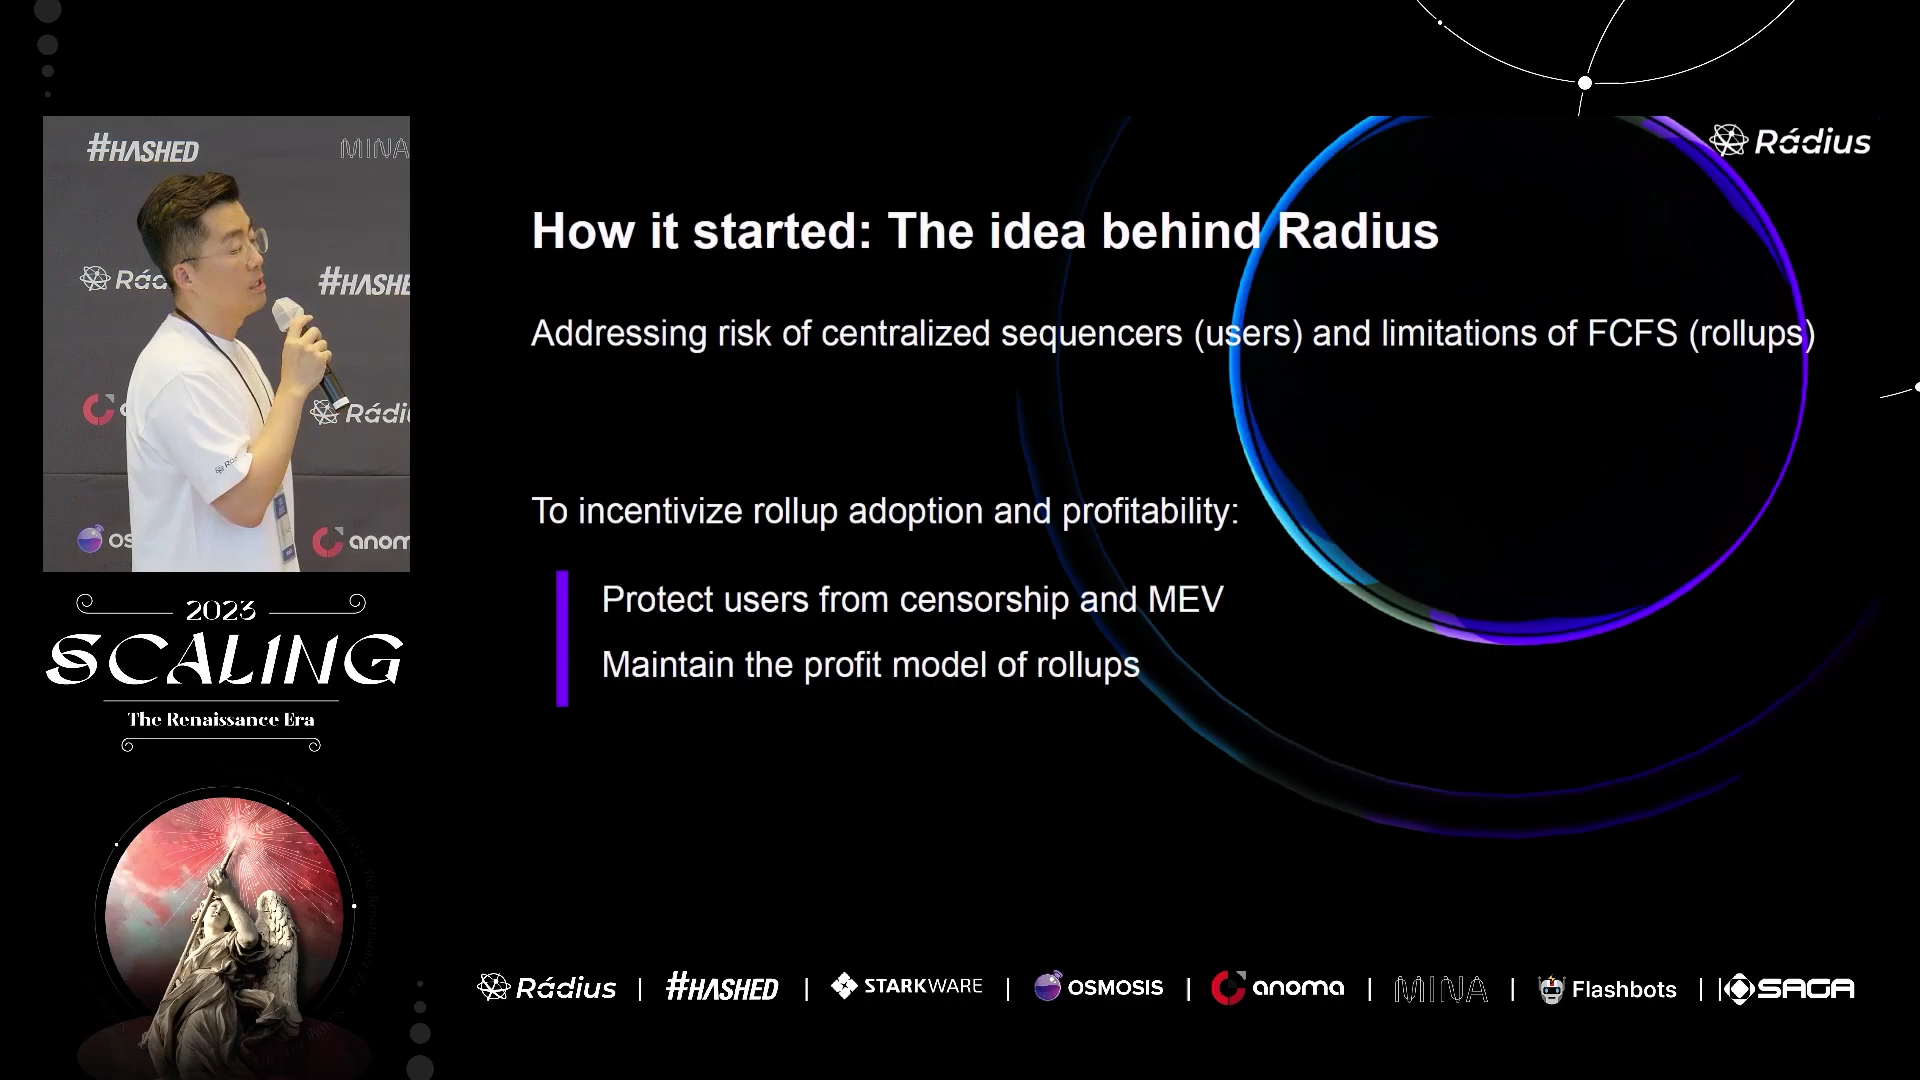 #HASHED
MINA
Rád
#HASHE
Rádi
os
anom
2023
SCALING
The Renaissance Era
Rádius
How it started: The idea behind Radius
Addressing risk of centralized sequencers (users) and limitations of FCFS (rollups)
To incentivize rollup adoption and profitability:
Protect users from censorship and MEV
Maintain the profit model of rollups
Rádius | #HASHED | STARKWARE | OSMOSIS | anoma | MINA | Flashbots | | SAGA